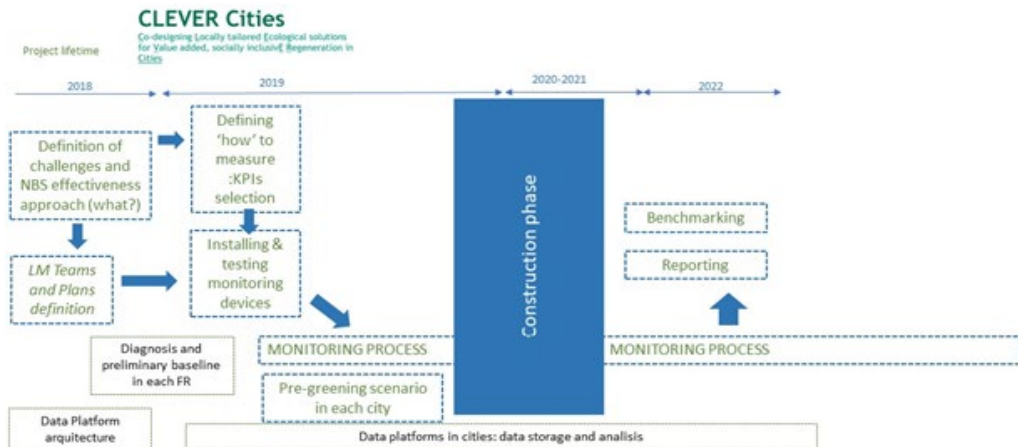 CLEVER Cities
Co-designing Locally tailored Ecological solutions
for Value added, socially inclusivE Regeneration in
Cities
Project lifetime
2018
2019
2020-2021
2022
Definition of
challenges and
NBS effectiveness
approach (what?)
Defining
‘how’ to
measure
:KPIs
selection
LM Teams
and Plans
definition
Installing &
testing
monitoring
devices
Construction phase
Benchmarking
Reporting
Diagnosis and
preliminary baseline
in each FR
MONITORING PROCESS
MONITORING PROCESS
Pre-greening scenario
in each city
Data Platform
arquitecture
Data platforms in cities: data storage and analisis